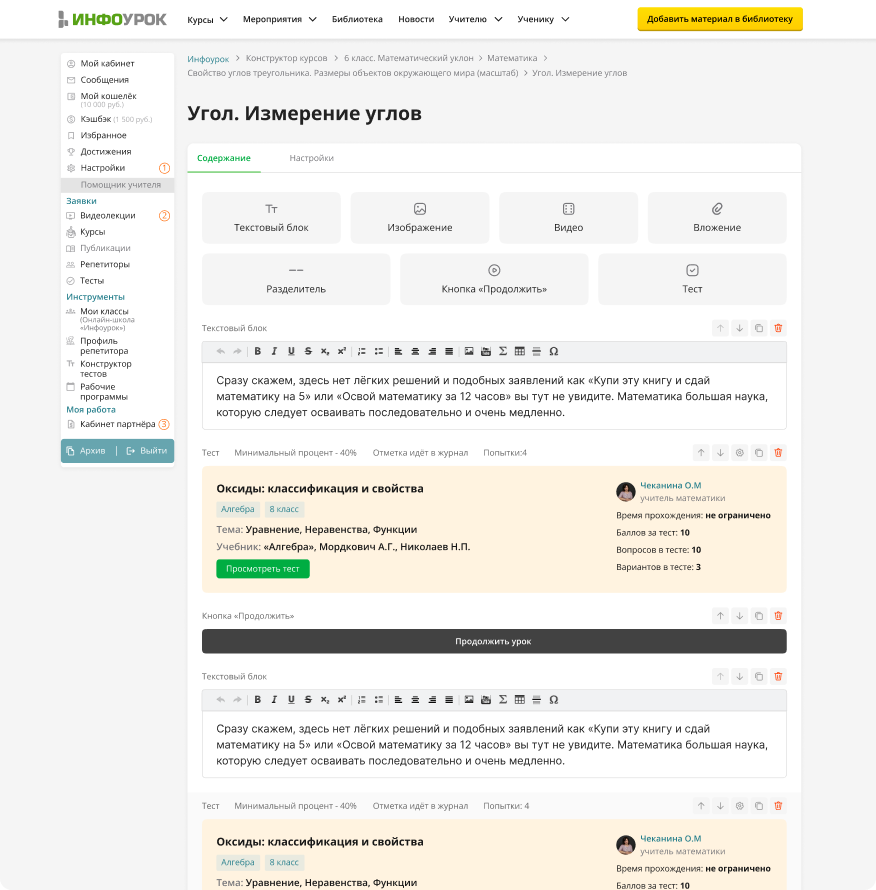 ИНФОУРОК
Курсы
Мероприятия
Библиотека
Новости
Учителю
Ученику
Добавить материал в библиотеку
Мой кабинет
Сообщения
Мой кошелёк
(10 000 руб.)
Кэшбэк (1 500 руб.)
Избранное
Достижения
Настройки 1
Помощник учителя
Заявки
Видеолекции 2
Курсы
Публикации
Репетиторы
Тесты
Инструменты
Мои классы
(Онлайн-школа
«Инфоурок»)
Профиль
репетитора
Конструктор
тестов
Рабочие
программы
Моя работа
Кабинет партнёра 3
Архив | Выйти
Инфоурок > Конструктор курсов > 6 класс. Математический уклон > Математика >
Свойство углов треугольника. Размеры объектов окружающего мира (масштаб) > Угол. Измерение углов
Угол. Измерение углов
Содержание
Настройки
Текстовый блок
Изображение
Видео
Вложение
Разделитель
Кнопка «Продолжить»
Тест
Текстовый блок
Сразу скажем, здесь нет лёгких решений и подобных заявлений как «Купи эту книгу и сдай
математику на 5» или «Освой математику за 12 часов» вы тут не увидите. Математика большая наука,
которую следует осваивать последовательно и очень медленно.
Тест Минимальный процент - 40% Отметка идёт в журнал Попытки:4
Оксиды: классификация и свойства
Алгебра 8 класс
Тема: Уравнение, Неравенства, Функции
Учебник: «Алгебра», Мордкович А.Г., Николаев Н.П.
Просмотреть тест
Чеканина О.М
учитель математики
Время прохождения: не ограничено
Баллов за тест: 10
Вопросов в тесте: 10
Вариантов в тесте: 3
Кнопка «Продолжить»
Продолжить урок
Текстовый блок
Сразу скажем, здесь нет лёгких решений и подобных заявлений как «Купи эту книгу и сдай
математику на 5» или «Освой математику за 12 часов» вы тут не увидите. Математика большая наука,
которую следует осваивать последовательно и очень медленно.
Тест Минимальный процент - 40% Отметка идёт в журнал Попытки: 4
Оксиды: классификация и свойства
Алгебра 8 класс
Тема: Уравнение, Неравенства, Функции
Чеканина О.М
учитель математики
Время прохождения: не ограничено
Баллов за тест: 10